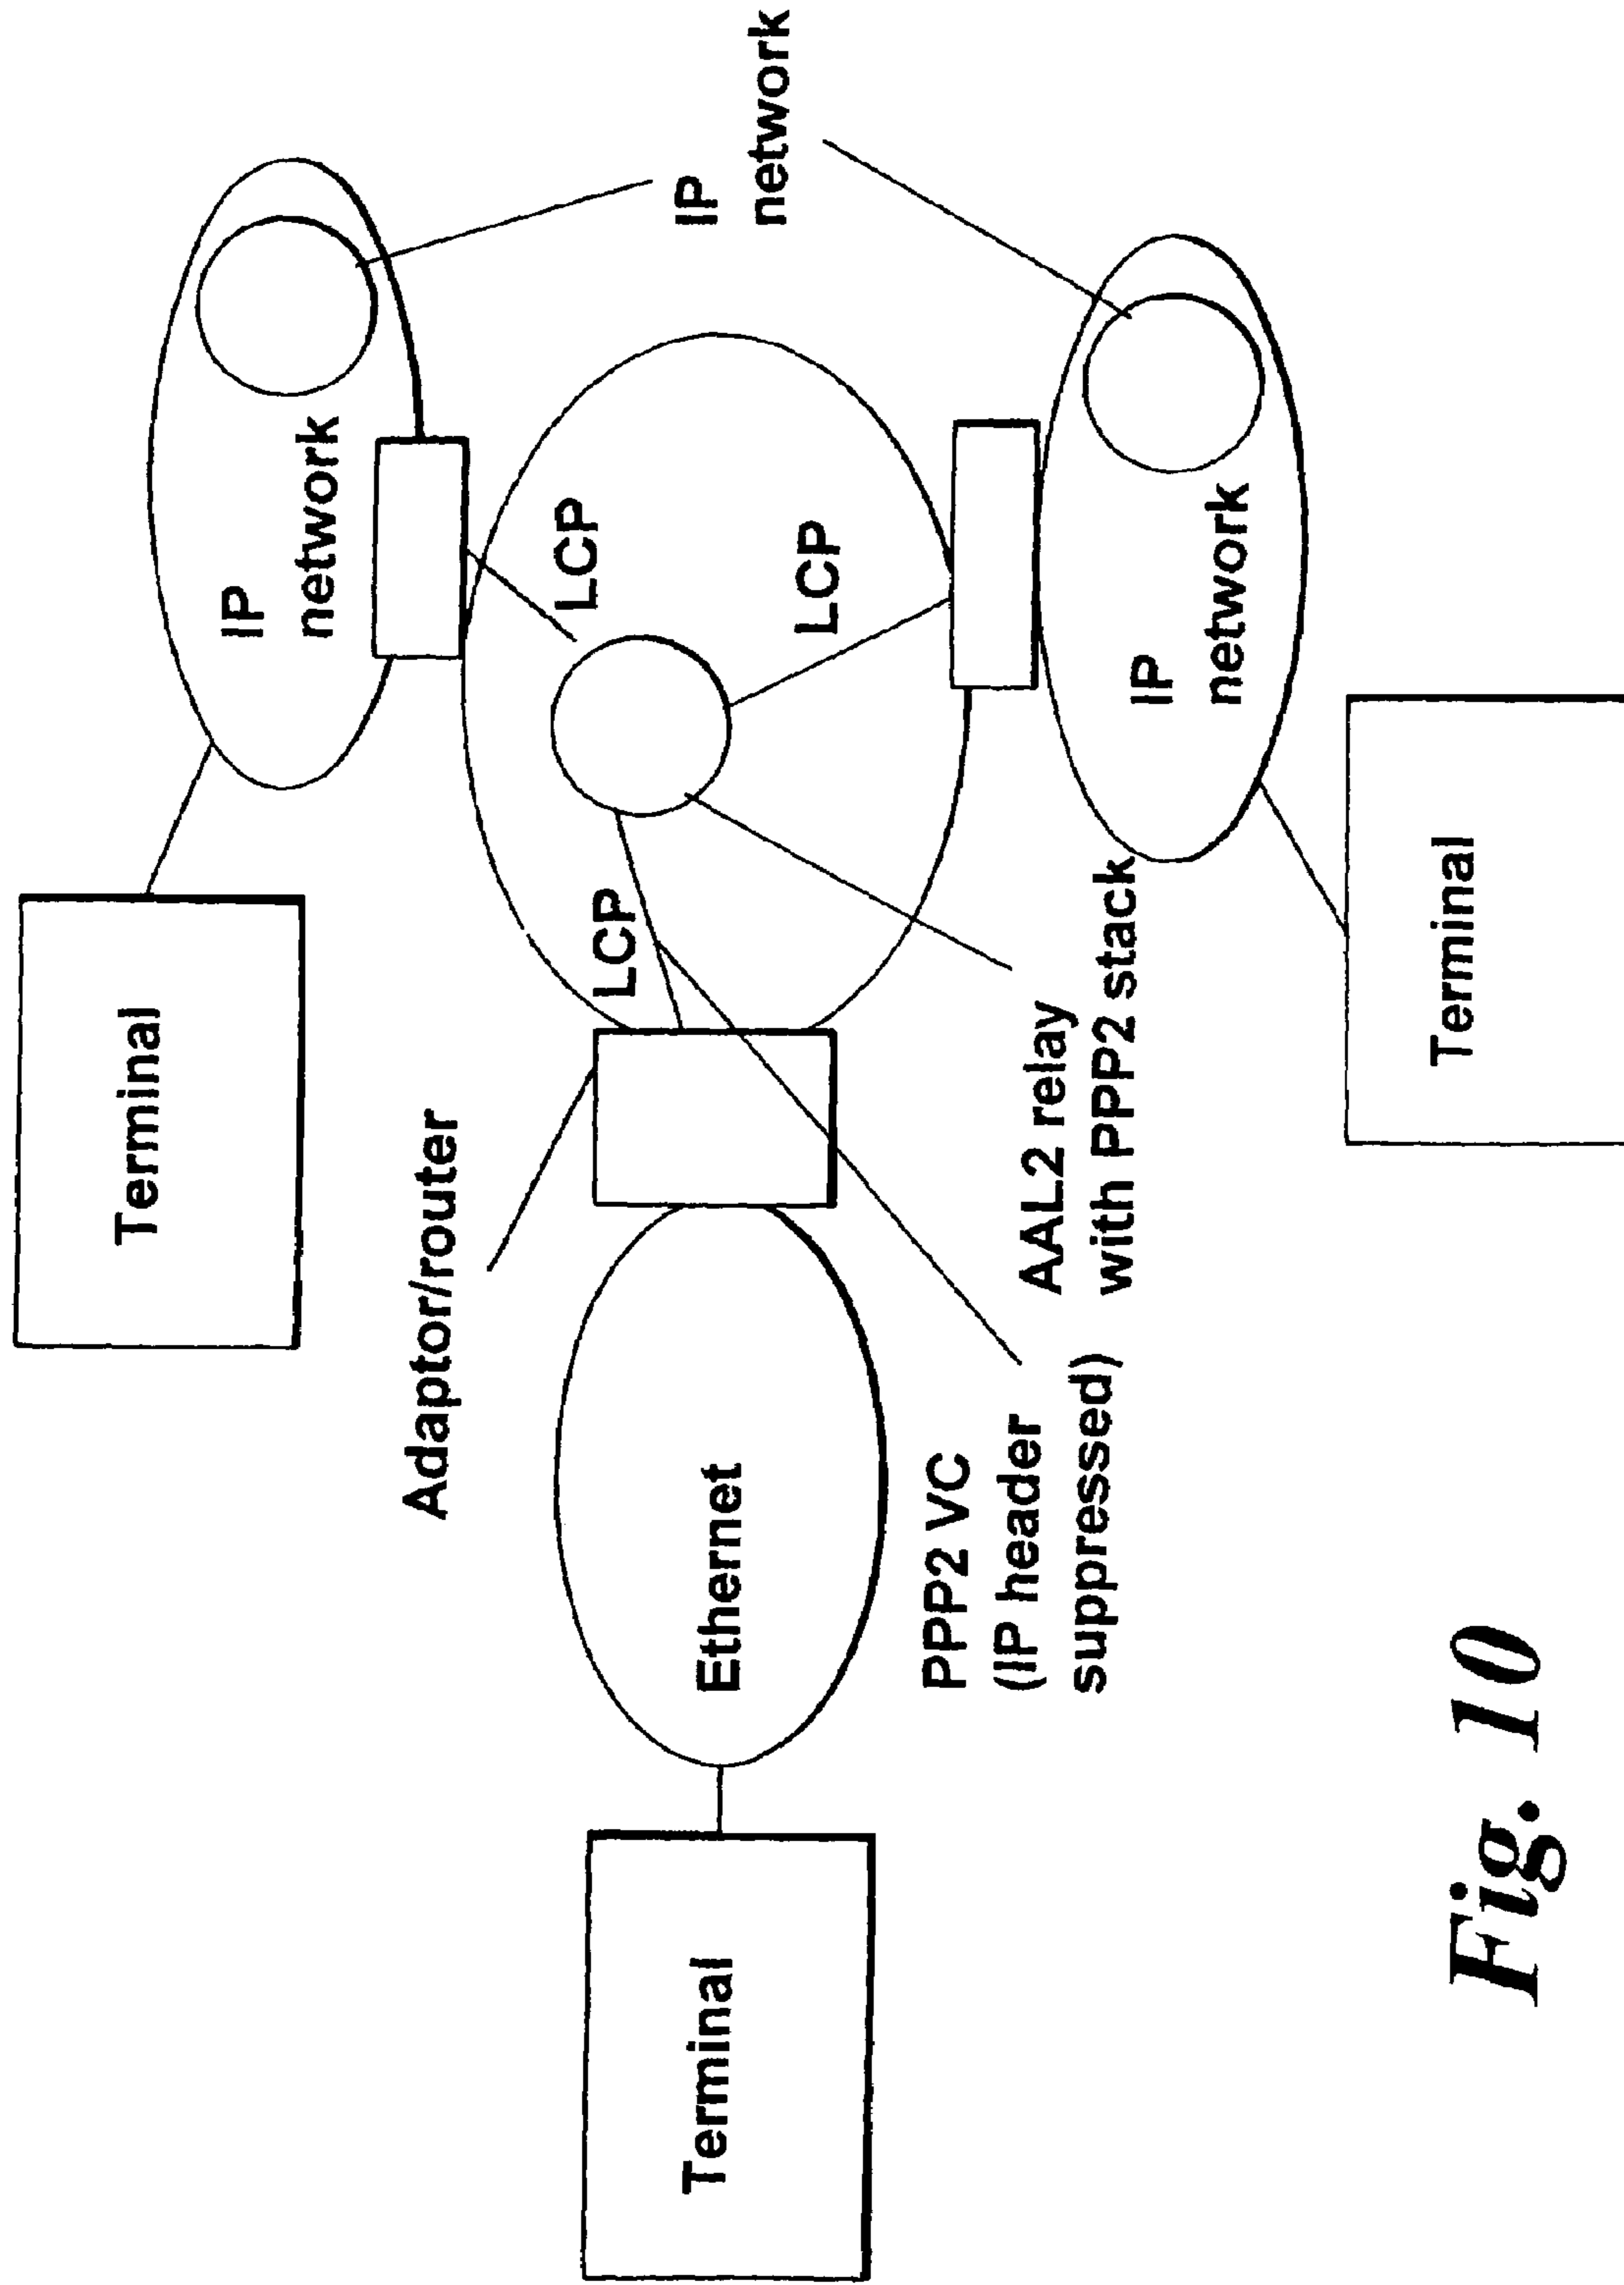 Terminal
IP
network
IP
network
Adaptor/router
LCP
LCP
LCP
Ethernet
Terminal
PPP2 VC
(IP header
suppressed)
AAL2 relay
with PPP2 stack
IP
network
Terminal
Fig. 10